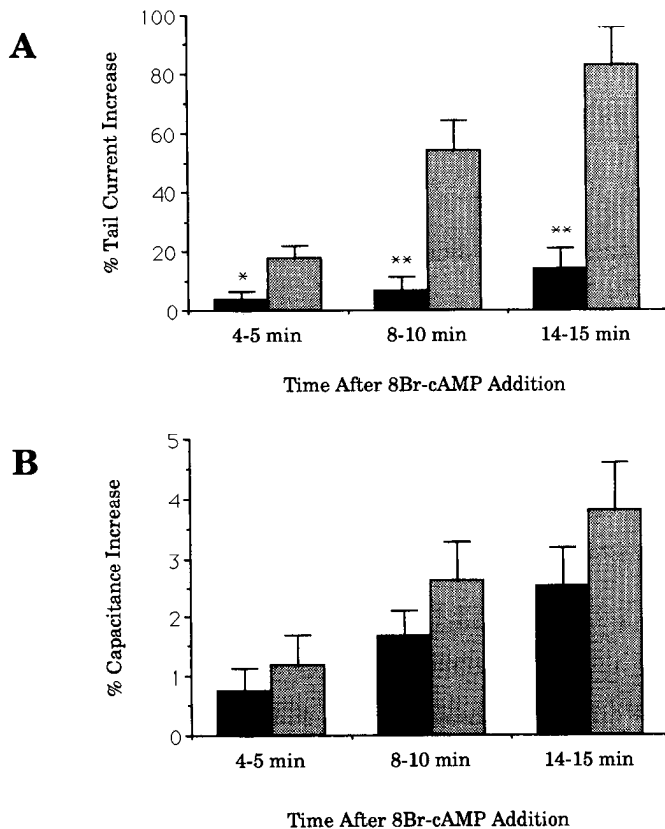 A
% Tail Current Increase
100
80
60
40
20
0
*
**
**
4-5 min
8-10 min
14-15 min
Time After 8Br-cAMP Addition
B
% Capacitance Increase
5
4
3
2
1
0
4-5 min
8-10 min
14-15 min
Time After 8Br-cAMP Addition